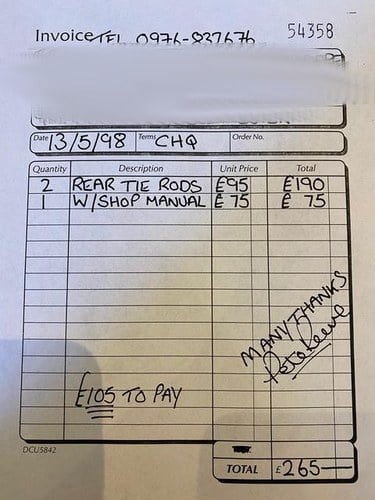 Invoice TEL 0976-837676 54358
Date 13/5/98 Terms CHQ Order No.
Quantity Description Unit Price Total
2 REAR TIE RODS £95 £190
1 W/SHOP MANUAL £75 £75
MANY THANKS
£105 TO PAY
DCU5842
TOTAL £265—